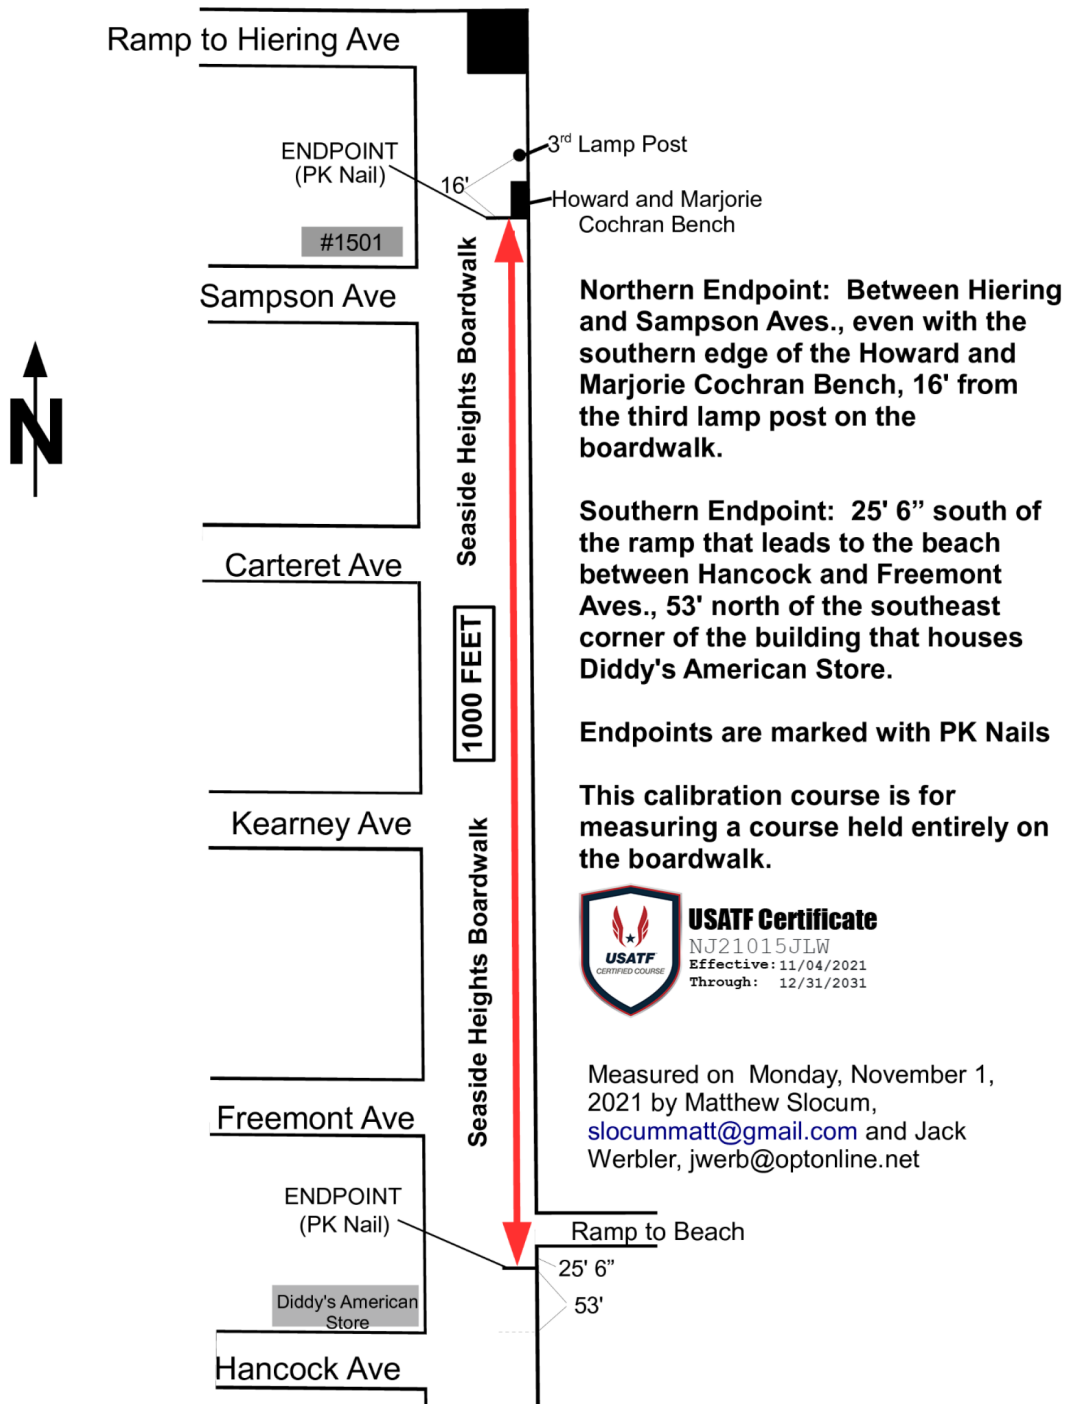 Ramp to Hiering Ave
3rd Lamp Post
ENDPOINT
(PK Nail)
16'
Howard and Marjorie
Cochran Bench
#1501
Sampson Ave
Seaside Heights Boardwalk
N
Northern Endpoint:  Between Hiering
and Sampson Aves., even with the
southern edge of the Howard and
Marjorie Cochran Bench, 16' from
the third lamp post on the
boardwalk.
Southern Endpoint:  25' 6” south of
the ramp that leads to the beach
between Hancock and Freemont
Aves., 53' north of the southeast
corner of the building that houses
Diddy's American Store.
Carteret Ave
1000 FEET
Endpoints are marked with PK Nails
This calibration course is for
measuring a course held entirely on
the boardwalk.
Kearney Ave
Seaside Heights Boardwalk
USATF
CERTIFIED COURSE
USATF Certificate
NJ21015JLW
Effective: 11/04/2021
Through: 12/31/2031
Measured on  Monday, November 1,
2021 by Matthew Slocum,
slocummatt@gmail.com and Jack
Werbler, jwerb@optonline.net
Freemont Ave
ENDPOINT
(PK Nail)
Ramp to Beach
25' 6”
53'
Diddy's American
Store
Hancock Ave